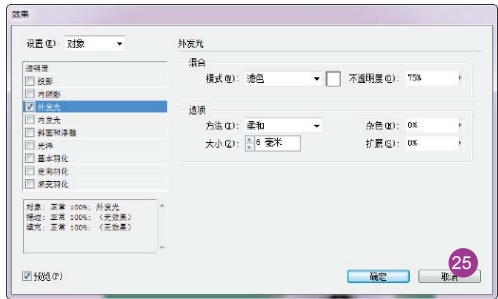 效果
设置(E): 对象
外发光
透明度
投影
内阴影
外发光
内发光
斜面和浮雕
光泽
基本羽化
定向羽化
渐变羽化
对象: 正常 100%; 外发光
描边: 正常 100%; (无效果)
填充: 正常 100%; (无效果)
混合
模式(M): 滤色
不透明度(O): 75%
选项
方法(T): 柔和
杂色(N): 0%
大小(Z): 6 毫米
扩展(S): 0%
预览(P)
确定
取消
25